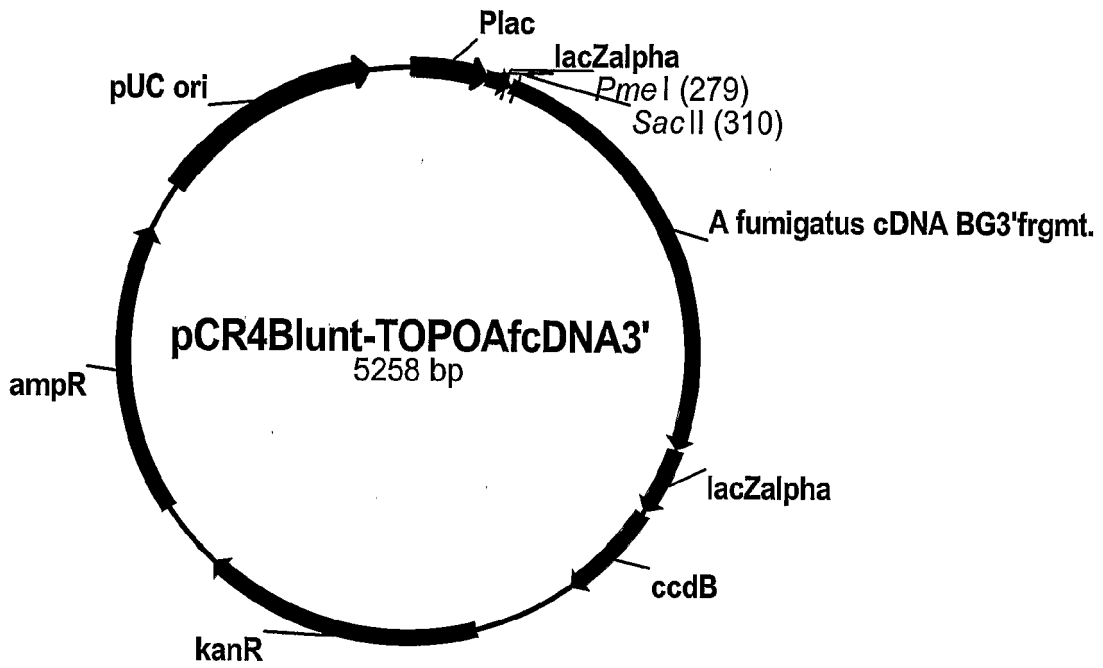 Plac
lacZalpha
PmeI (279)
SacII (310)
pUC ori
A fumigatus cDNA BG3'frgmt.
pCR4Blunt-TOPOAfcDNA3'
5258 bp
ampR
lacZalpha
ccdB
kanR